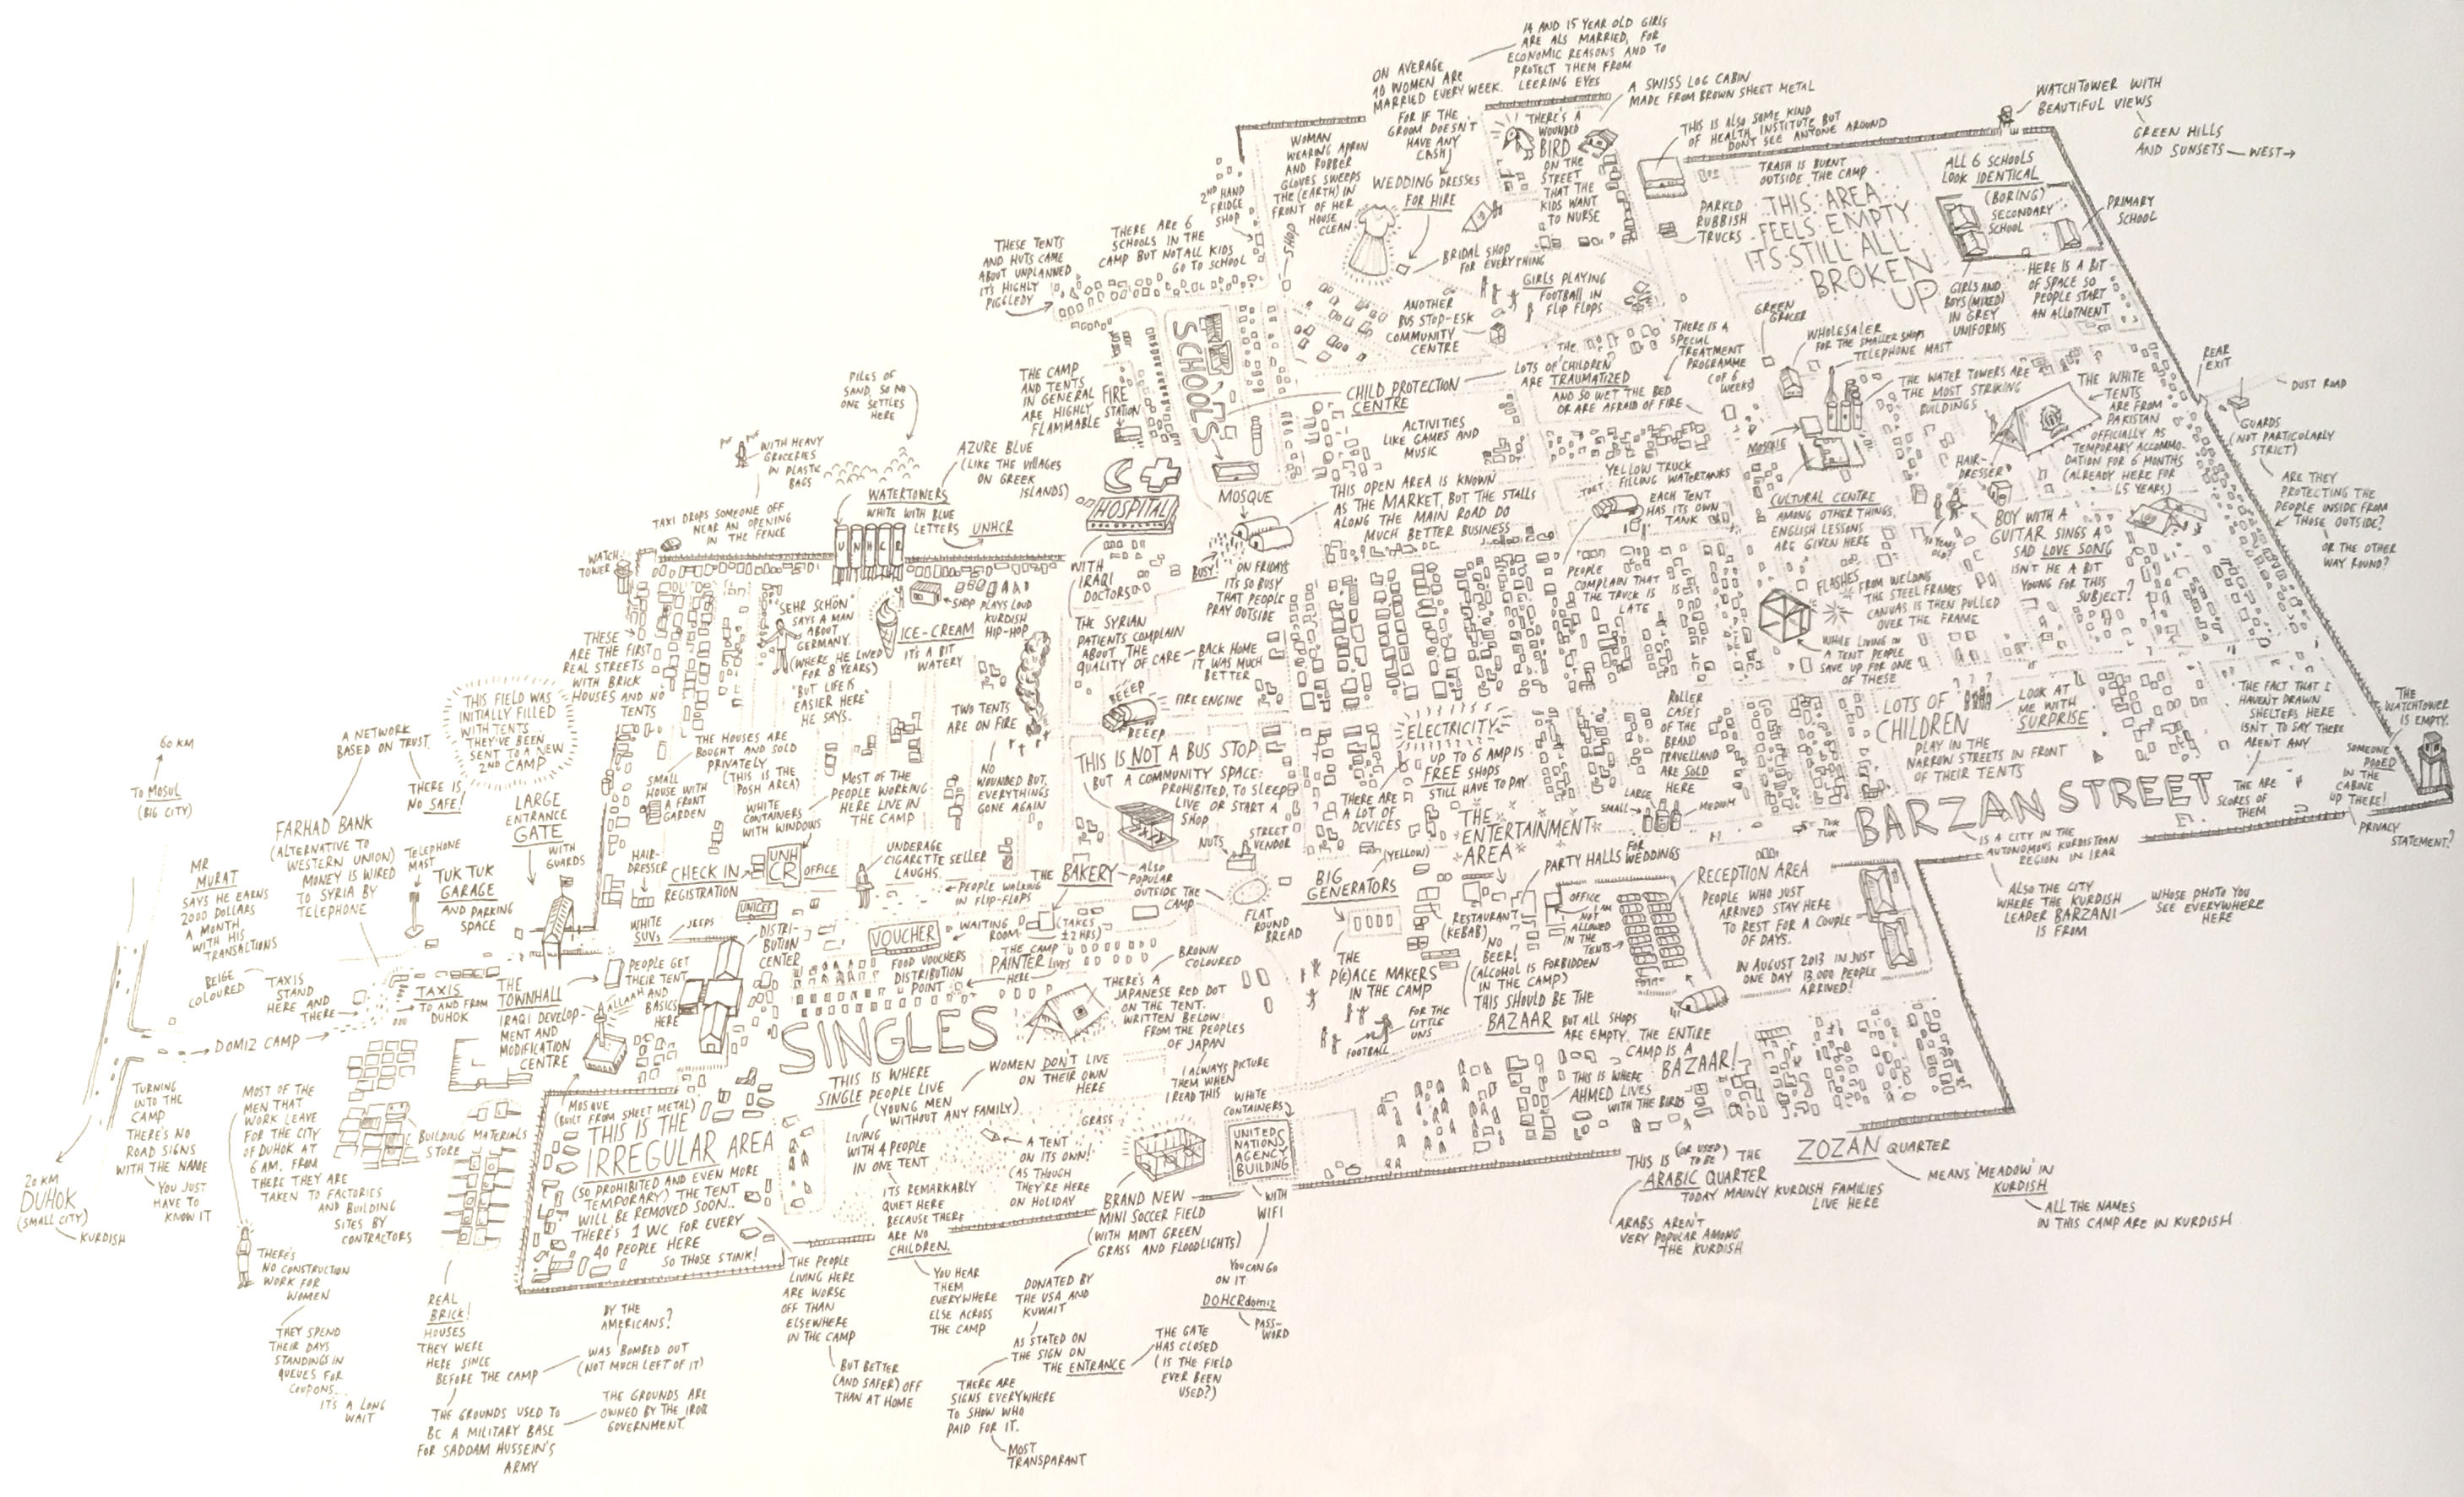 14 AND 15 YEAR OLD GIRLS
ARE ALS MARRIED, FOR
ECONOMIC REASONS AND TO
PROTECT THEM FROM
LEERING EYES
ON AVERAGE
10 WOMEN ARE
MARRIED EVERY WEEK.
FOR IF THE
GROOM DOESN'T
HAVE ANY
CASH
WEDDING DRESSES
FOR HIRE
BRIDAL SHOP
FOR EVERYTHING
THERE'S A
WOUNDED
BIRD
ON THE
STREET
THAT THE
KIDS WANT
TO NURSE
A SWISS LOG CABIN
MADE FROM BROWN SHEET METAL
THIS IS ALSO SOME KIND
OF HEALTH INSTITUTE BUT
DON'T SEE ANYONE AROUND
WATCHTOWER WITH
BEAUTIFUL VIEWS
GREEN HILLS
AND SUNSETS — WEST →
WOMAN
WEARING APRON
AND RUBBER
GLOVES SWEEPS
THE (EARTH) IN
FRONT OF HER
HOUSE
CLEAN
SHOP
2ND HAND
FRIDGE
SHOP
THERE ARE 6
SCHOOLS IN THE
CAMP BUT NOT ALL KIDS
GO TO SCHOOL
THESE TENTS
AND HUTS CAME
ABOUT UNPLANNED
IT'S HIGHLY
PIGGLEDY
TRASH IS BURNT
OUTSIDE THE CAMP
THIS AREA
FEELS EMPTY
IT'S STILL ALL
BROKEN
UP
PARKED
RUBBISH
TRUCKS
ALL 6 SCHOOLS
LOOK IDENTICAL
(BORING)
SECONDARY
SCHOOL
PRIMARY
SCHOOL
GIRLS AND
BOYS (MIXED)
IN GREY
UNIFORMS
HERE IS A BIT
OF SPACE SO
PEOPLE START
AN ALLOTMENT
GIRLS PLAYING
FOOTBALL IN
FLIP FLOPS
ANOTHER
BUS STOP-ESK
COMMUNITY
CENTRE
SCHOOLS
THE CAMP
AND TENTS
IN GENERAL
ARE HIGHLY
FLAMMABLE
FIRE
STATION
CHILD PROTECTION
CENTRE
THE
LOTS OF CHILDREN
ARE TRAUMATIZED
AND SO WET THE BED
OR ARE AFRAID OF FIRE
THERE IS A
SPECIAL
TREATMENT
PROGRAMME
(OF 6
WEEKS)
ACTIVITIES
LIKE GAMES AND
MUSIC
GREEN
GROCER
WHOLESALER
FOR THE SMALLER SHOPS
TELEPHONE MAST
THE WATER TOWERS ARE
THE MOST STRIKING
BUILDINGS
MOSQUE
CULTURAL CENTRE
AMONG OTHER THINGS,
ENGLISH LESSONS
ARE GIVEN HERE
THE WHITE
TENTS
ARE FROM
PAKISTAN
OFFICIALLY AS
TEMPORARY ACCOMMO-
DATION FOR 6 MONTHS
(ALREADY HERE FOR
1,5 YEARS)
HAIR-
DRESSER
10 YEARS
OLD?
BOY WITH A
GUITAR SINGS A
SAD LOVE SONG
ISN'T HE A BIT
YOUNG FOR THIS
SUBJECT?
REAR
EXIT
DUST ROAD
GUARDS
(NOT PARTICULARLY
STRICT)
ARE THEY
PROTECTING THE
PEOPLE INSIDE FROM
THOSE OUTSIDE?
OR THE OTHER
WAY ROUND?
PILES OF
SAND, SO NO
ONE SETTLES
HERE
PUF PUF
WITH HEAVY
GROCERIES
IN PLASTIC
BAGS
TAXI DROPS SOMEONE OFF
NEAR AN OPENING
IN THE FENCE
WATCH
TOWER
AZURE BLUE
(LIKE THE VILLAGES
ON GREEK
ISLANDS)
WATERTOWERS
WHITE WITH BLUE
LETTERS UNHCR
UNHCR
HOSPITAL
WITH
IRAQI
DOCTORS
THE SYRIAN
PATIENTS COMPLAIN
ABOUT THE
QUALITY OF CARE — BACK HOME
IT WAS MUCH
BETTER
MOSQUE
BUSY!
ON FRIDAYS
IT'S SO BUSY
THAT PEOPLE
PRAY OUTSIDE
THIS OPEN AREA IS KNOWN
AS THE MARKET, BUT THE STALLS
ALONG THE MAIN ROAD DO
MUCH BETTER BUSINESS
YELLOW TRUCK
FILLING WATERTANKS
TOET
EACH TENT
HAS ITS OWN
TANK
PEOPLE
COMPLAIN THAT
THE TRUCK IS
LATE
FLASHES FROM WELDING
THE STEEL FRAMES
CANVAS IS THEN PULLED
OVER THE FRAME
WHILE LIVING IN
A TENT PEOPLE
SAVE UP FOR ONE
OF THESE
THESE
ARE THE FIRST
REAL STREETS
WITH BRICK
HOUSES AND NO
TENTS
"SEHR SCHÖN"
SAYS A MAN
ABOUT
GERMANY.
(WHERE HE LIVED
FOR 8 YEARS)
"BUT LIFE IS
EASIER HERE"
HE SAYS.
ICE-CREAM
IT'S A BIT
WATERY
SHOP PLAYS LOUD
KURDISH
HIP-HOP
TWO TENTS
ARE ON FIRE
NO
WOUNDED BUT
EVERYTHINGS
GONE AGAIN
BEEEP
BEEEP
FIRE ENGINE
THIS IS NOT A BUS STOP
BUT A COMMUNITY SPACE:
PROHIBITED, TO SLEEP
LIVE OR START A
SHOP
NUTS
STREET
VENDOR
THIS FIELD WAS
INITIALLY FILLED
WITH TENTS
THEY'VE BEEN
SENT TO A NEW
2ND CAMP
60 KM
TO MOSUL
(BIG CITY)
A NETWORK
BASED ON TRUST
THERE IS
NO SAFE!
FARHAD BANK
(ALTERNATIVE TO
WESTERN UNION)
MONEY IS WIRED
TO SYRIA BY
TELEPHONE
MR
MURAT
SAYS HE EARNS
2000 DOLLARS
A MONTH
WITH HIS
TRANSACTIONS
TELEPHONE
MAST
TUK TUK
GARAGE
AND PARKING
SPACE
LARGE
ENTRANCE
GATE
WITH
GUARDS
SMALL
HOUSE WITH
A FRONT
GARDEN
THE HOUSES ARE
BOUGHT AND SOLD
PRIVATELY
(THIS IS THE
POSH AREA)
WHITE
CONTAINERS
WITH WINDOWS
MOST OF THE
PEOPLE WORKING
HERE LIVE IN
THE CAMP
HAIR-
DRESSER
CHECK IN
REGISTRATION
UNHCR
OFFICE
UNDERAGE
CIGARETTE SELLER
LAUGHS.
PEOPLE WALKING
IN FLIP-FLOPS
THE BAKERY
ALSO
POPULAR
OUTSIDE THE
CAMP
FLAT
ROUND
BREAD
ELECTRICITY
UP TO 6 AMP IS
FREE SHOPS
STILL HAVE TO PAY
THERE ARE
A LOT OF
DEVICES
(YELLOW)
BIG
GENERATORS
THE
ENTERTAINMENT
AREA
ROLLER
CASES
OF THE
BRAND
TRAVELLAND
ARE SOLD
HERE
LARGE
SMALL
MEDIUM
TUK
TUK
LOTS OF
CHILDREN
PLAY IN THE
NARROW STREETS IN FRONT
OF THEIR TENTS
LOOK AT
ME WITH
SURPRISE
THE FACT THAT I
HAVEN'T DRAWN
SHELTERS HERE
ISN'T TO SAY THERE
AREN'T ANY
THE ARE
SCORES OF
THEM
THE
WATCHTOWER
IS EMPTY.
SOMEONE
POOED
IN THE
CABINE
UP THERE!
PRIVACY
STATEMENT?
BARZAN STREET
IS A CITY IN THE
AUTONOMOUS KURDISTAN
REGION IN IRAQ
ALSO THE CITY
WHERE THE KURDISH
LEADER BARZANI
IS FROM
WHOSE PHOTO YOU
SEE EVERYWHERE
HERE
PARTY HALLS FOR WEDDINGS
RESTAURANT
(KEBAB)
NO
BEER!
(ALCOHOL IS FORBIDDEN
IN THE CAMP)
OFFICE
I AM
NOT
ALLOWED
IN THE
TENTS
RECEPTION AREA
PEOPLE WHO JUST
ARRIVED STAY HERE
TO REST FOR A COUPLE
OF DAYS.
IN AUGUST 2013 IN JUST
ONE DAY 13.000 PEOPLE
ARRIVED!
BEIGE
COLOURED
TAXIS
STAND
HERE AND
THERE
TAXIS
TO AND FROM
DUHOK
THE
TOWNHALL
IRAQI DEVELOP-
MENT AND
MODIFICATION
CENTRE
WHITE
SUVs
JEEPS
PEOPLE GET
THEIR TENT
AND
BASICS
HERE
ALLAAH
UNICEF
DISTRI-
BUTION
CENTER
VOUCHER
FOOD VOUCHERS
DISTRIBUTION
POINT
WAITING
ROOM
(TAKES
±2 HRS)
THE CAMP
PAINTER LIVES
HERE
SINGLES
THIS IS WHERE
SINGLE PEOPLE LIVE
(YOUNG MEN
WITHOUT ANY FAMILY)
WOMEN DON'T LIVE
ON THEIR OWN
HERE
BROWN
COLOURED
THERE'S A
JAPANESE RED DOT
ON THE TENT.
WRITTEN BELOW:
FROM THE PEOPLES
OF JAPAN
I ALWAYS PICTURE
THEM WHEN
I READ THIS
THE
P(E)ACE MAKERS
IN THE CAMP
FOR THE
LITTLE
UNS
FOOTBALL
THIS SHOULD BE THE
BAZAAR BUT ALL SHOPS
ARE EMPTY. THE ENTIRE
CAMP IS A
BAZAAR!
THIS IS WHERE
AHMED LIVES
WITH THE BIRDS
DOMIZ CAMP
TURNING
INTO THE
CAMP
THERE'S NO
ROAD SIGNS
WITH THE NAME
YOU JUST
HAVE TO
KNOW IT
20 KM
DUHOK
(SMALL CITY)
KURDISH
MOST OF THE
MEN THAT
WORK LEAVE
FOR THE CITY
OF DUHOK AT
6 AM. FROM
THERE THEY ARE
TAKEN TO FACTORIES
AND BUILDING
SITES BY
CONTRACTORS
THERE'S
NO CONSTRUCTION
WORK FOR
WOMEN
THEY SPEND
THEIR DAYS
STANDINGS IN
QUEUES FOR
COUPONS...
IT'S A LONG
WAIT
BUILDING MATERIALS
STORE
MOSQUE
(BUILT FROM SHEET METAL)
THIS IS THE
IRREGULAR AREA
(SO PROHIBITED AND EVEN MORE
TEMPORARY) THE TENT
WILL BE REMOVED SOON..
THERE'S 1 WC FOR EVERY
40 PEOPLE HERE
SO THOSE STINK!
LIVING
WITH 4 PEOPLE
IN ONE TENT
IT'S REMARKABLY
QUIET HERE
BECAUSE THERE
ARE NO
CHILDREN.
YOU HEAR
THEM
EVERYWHERE
ELSE ACROSS
THE CAMP
GRASS
A TENT
ON ITS OWN!
(AS THOUGH
THEY'RE HERE
ON HOLIDAY
WHITE
CONTAINERS
UNITED
NATIONS
AGENCY
BUILDING
WITH
WIFI
YOU CAN GO
ON IT
DOHCRdomiz
PASS-
WORD
BRAND NEW
MINI SOCCER FIELD
(WITH MINT GREEN
GRASS AND FLOODLIGHTS)
DONATED BY
THE USA AND
KUWAIT
AS STATED ON
THE SIGN ON
THE ENTRANCE
THE GATE
HAS CLOSED
(IS THE FIELD
EVER BEEN
USED?)
THERE ARE
SIGNS EVERYWHERE
TO SHOW WHO
PAID FOR IT.
MOST
TRANSPARANT
THE PEOPLE
LIVING HERE
ARE WORSE
OFF THAN
ELSEWHERE
IN THE CAMP
BUT BETTER
(AND SAFER) OFF
THAN AT HOME
REAL
BRICK!
HOUSES
THEY WERE
HERE SINCE
BEFORE THE CAMP
BY THE
AMERICANS?
WAS BOMBED OUT
(NOT MUCH LEFT OF IT)
THE GROUNDS USED TO
BE A MILITARY BASE
FOR SADDAM HUSSEIN'S
ARMY
THE GROUNDS ARE
OWNED BY THE IRAQ
GOVERNMENT.
THIS IS (OR USED TO BE) THE
ARABIC QUARTER
TODAY MAINLY KURDISH FAMILIES
LIVE HERE
ARABS AREN'T
VERY POPULAR AMONG
THE KURDISH
ZOZAN QUARTER
MEANS 'MEADOW' IN
KURDISH
ALL THE NAMES
IN THIS CAMP ARE IN KURDISH